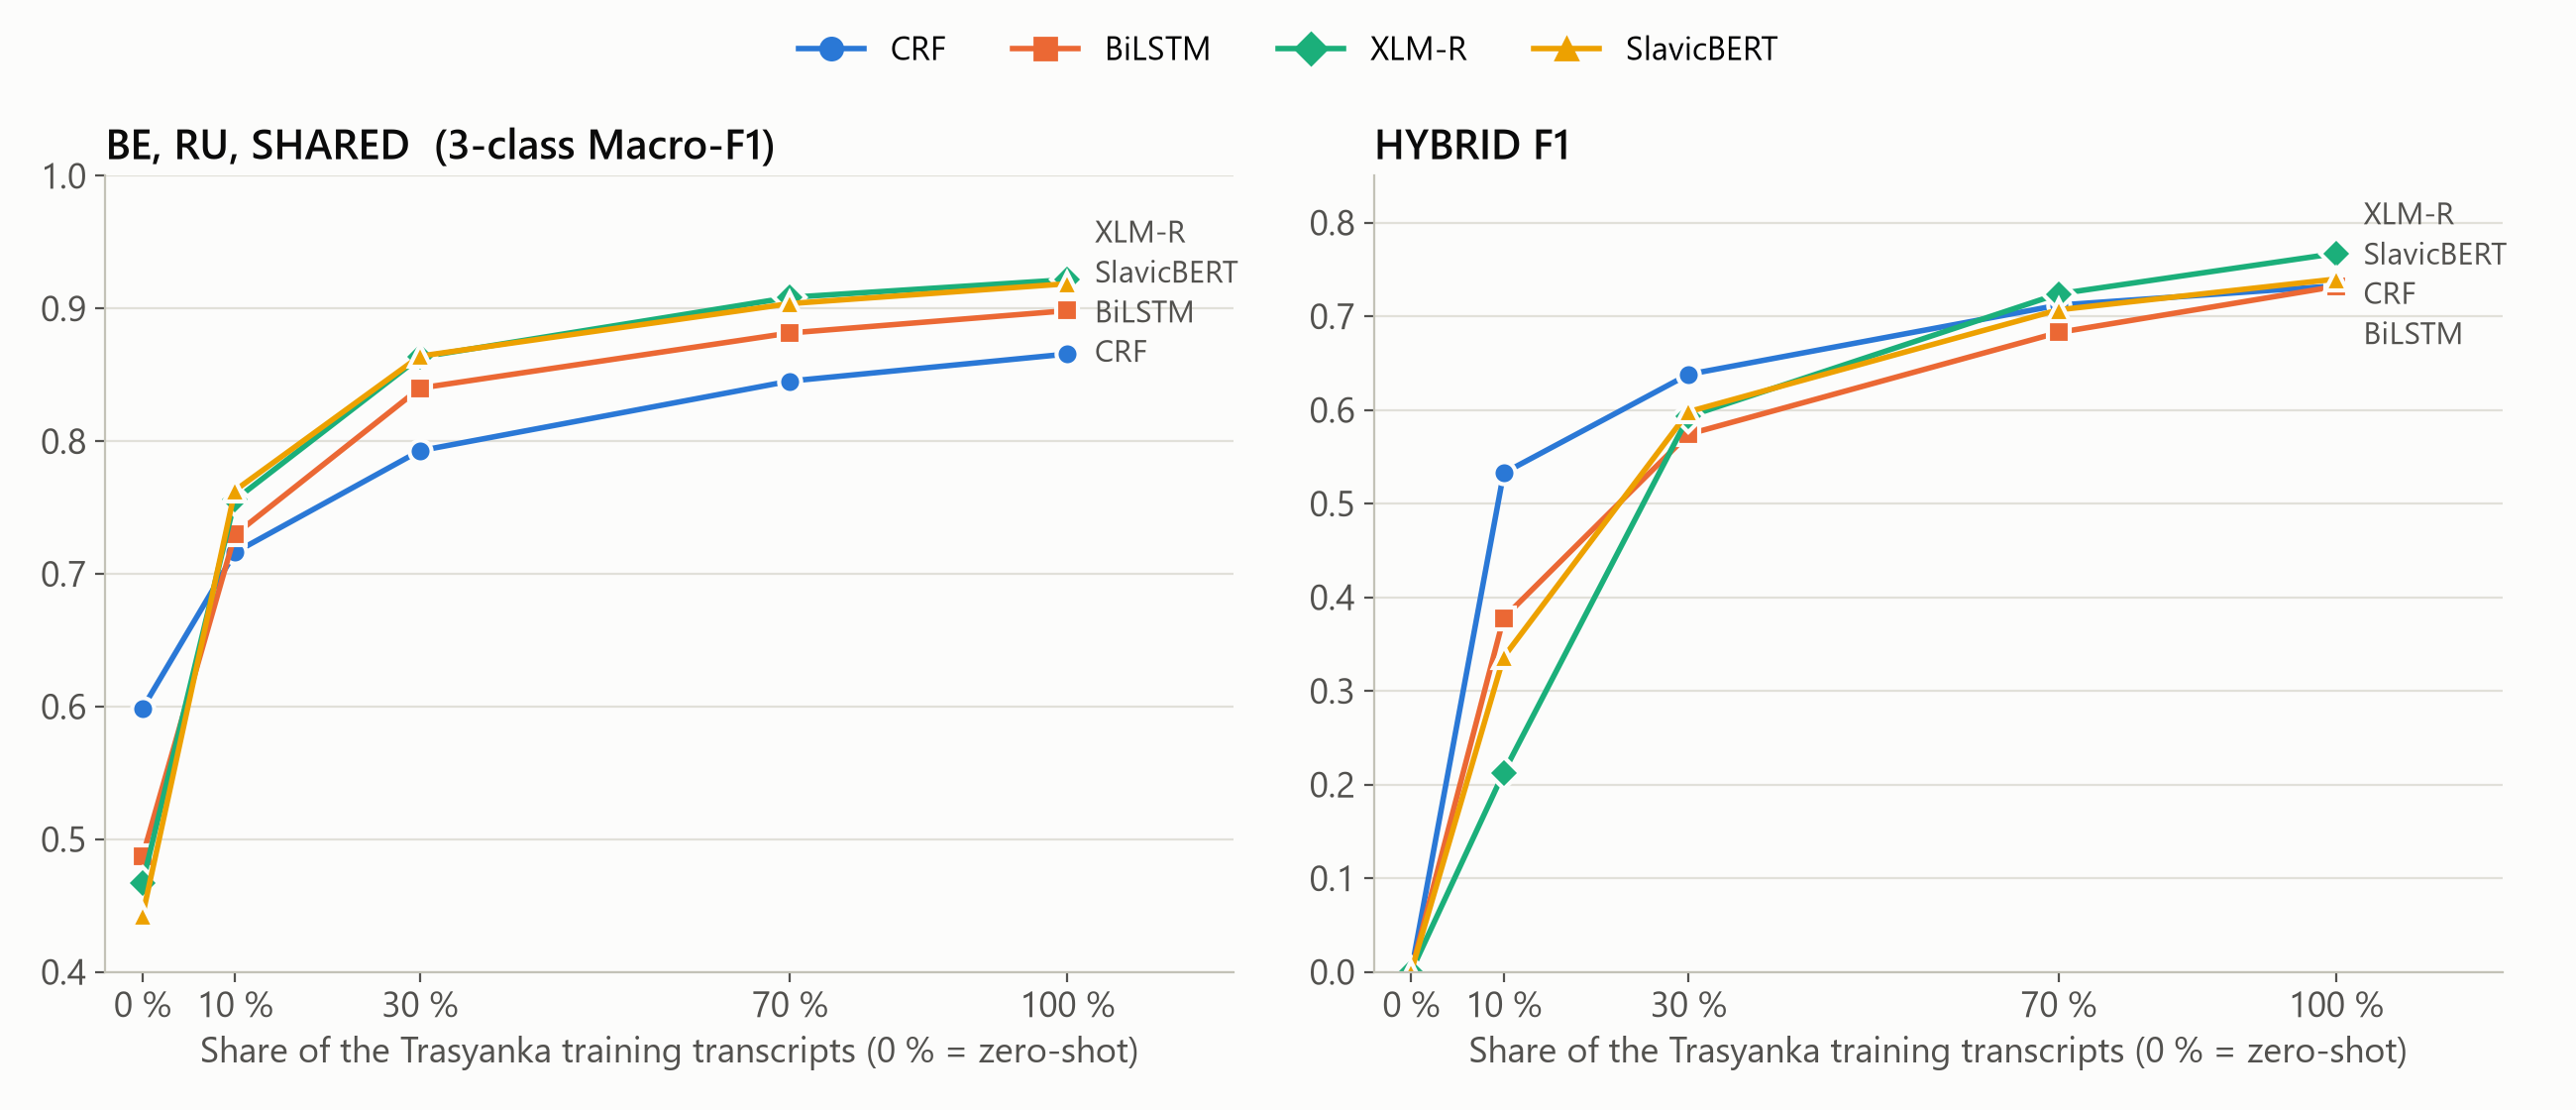 CRF BiLSTM XLM-R SlavicBERT
BE, RU, SHARED (3-class Macro-F1)
1.0
0.9
0.8
0.7
0.6
0.5
0.4
XLM-R
SlavicBERT
BiLSTM
CRF
0 % 10 % 30 % 70 % 100 %
Share of the Trasyanka training transcripts (0 % = zero-shot)
HYBRID F1
0.8
0.7
0.6
0.5
0.4
0.3
0.2
0.1
0.0
XLM-R
SlavicBERT
CRF
BiLSTM
0 % 10 % 30 % 70 % 100 %
Share of the Trasyanka training transcripts (0 % = zero-shot)